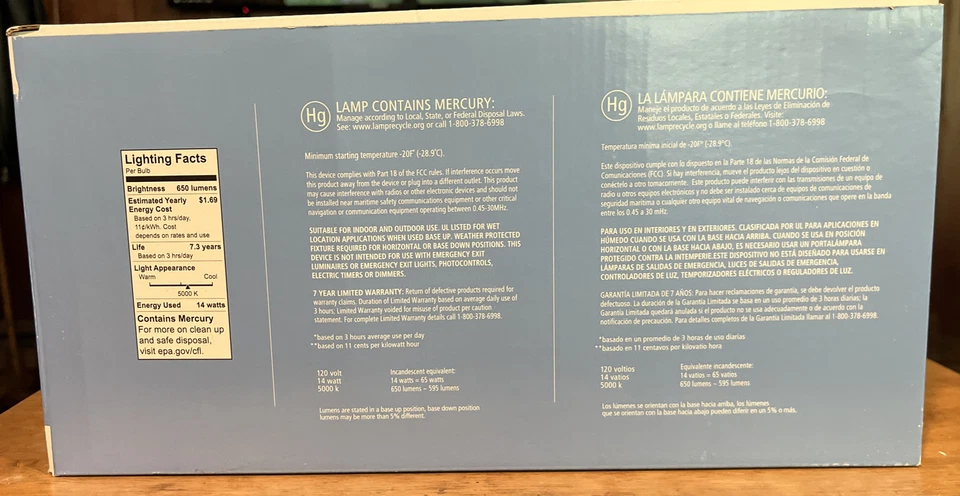 Lighting Facts
Per Bulb
Brightness 650 lumens
Estimated Yearly $1.69
Energy Cost
Based on 3 hrs/day,
11¢/kWh. Cost
depends on rates and use
Life 7.3 years
Based on 3 hrs/day
Light Appearance
Warm Cool
5000 K
Energy Used 14 watts
Contains Mercury
For more on clean up
and safe disposal,
visit epa.gov/cfl.
Hg
LAMP CONTAINS MERCURY:
Manage according to Local, State, or Federal Disposal Laws.
See: www.lamprecycle.org or call 1-800-378-6998
Minimum starting temperature -20F° (-28.9°C).
This device complies with Part 18 of the FCC rules. If interference occurs move
this product away from the device or plug into a different outlet. This product
may cause interference with radios or other electronic devices and should not
be installed near maritime safety communications equipment or other critical
navigation or communication equipment operating between 0.45-30MHz.
SUITABLE FOR INDOOR AND OUTDOOR USE. UL LISTED FOR WET
LOCATION APPLICATIONS WHEN USED BASE UP. WEATHER PROTECTED
FIXTURE REQUIRED FOR HORIZONTAL OR BASE DOWN POSITIONS. THIS
DEVICE IS NOT INTENDED FOR USE WITH EMERGENCY EXIT
LUMINAIRES OR EMERGENCY EXIT LIGHTS, PHOTOCONTROLS,
ELECTRIC TIMERS OR DIMMERS.
7 YEAR LIMITED WARRANTY: Return of defective products required for
warranty claims, Duration of Limited Warranty based on average daily use of
3 hours; Limited Warranty voided for misuse of product per caution
statement. For complete Limited Warranty details call 1-800-378-6998.
*based on 3 hours average use per day
**based on 11 cents per kilowatt hour
120 volt
14 watt
5000 k
Incandescent equivalent:
14 watts = 65 watts
650 lumens ~ 595 lumens
Lumens are stated in a base up position, base down position
lumens may be more than 5% different.
Hg
LA LÁMPARA CONTIENE MERCURIO:
Maneje el producto de acuerdo a las Leyes de Eliminación de
Residuos Locales, Estatales o Federales. Visite:
www.lamprecycle.org o llame al teléfono 1-800-378-6998
Temperatura mínima inicial de -20F° (-28.9°C).
Este dispositivo cumple con lo dispuesto en la Parte 18 de las Normas de la Comisión Federal de
Comunicaciones (FCC). Si hay interferencia, mueve el producto lejos del dispositivo en cuestión o
conéctelo a otro tomacorriente. Este producto puede interferir con las transmisiones de un equipo de
radio u otros equipos electrónicos y no debe ser instalado cerca de equipos de comunicaciones de
seguridad marítima o cualquier otro equipo vital de navegación o comunicaciones que opere en la banda
entre los 0.45 a 30 mHz.
PARA USO EN INTERIORES Y EN EXTERIORES. CLASIFICADA POR UL PARA APLICACIONES EN
HÚMEDO CUANDO SE USA CON LA BASE HACIA ARRIBA. CUANDO SE USA EN POSICIÓN
HORIZONTAL O CON LA BASE HACIA ABAJO, ES NECESARIO USAR UN PORTALÁMPARA
PROTEGIDO CONTRA LA INTEMPERIE.ESTE DISPOSITIVO NO ESTÁ DISEÑADO PARA USARSE EN
LÁMPARAS DE SALIDAS DE EMERGENCIA, LUCES DE SALIDAS DE EMERGENCIA,
CONTROLADORES DE LUZ, TEMPORIZADORES ELÉCTRICOS O REGULADORES DE LUZ.
GARANTÍA LIMITADA DE 7 AÑOS: Para hacer reclamaciones de garantía, se debe devolver el producto
defectuoso. La duración de la Garantía Limitada se basa en un uso promedio de 3 horas diarias; la
Garantía Limitada quedará anulada si el producto no se usa adecuadamente o de acuerdo con la
notificación de precaución. Para detalles completos de la Garantía Limitada llamar al 1-800-378-6998.
*basado en un promedio de 3 horas de uso diarias
**basado en 11 centavos por kilovatio hora
120 voltios
14 vatios
5000 k
Equivalente incandescente:
14 vatios = 65 vatios
650 lumens ~ 595 lumens
Los lúmenes se orientan con la base hacia arriba, los lúmenes
que se orientan con la base hacia abajo pueden diferir en un 5% o más.